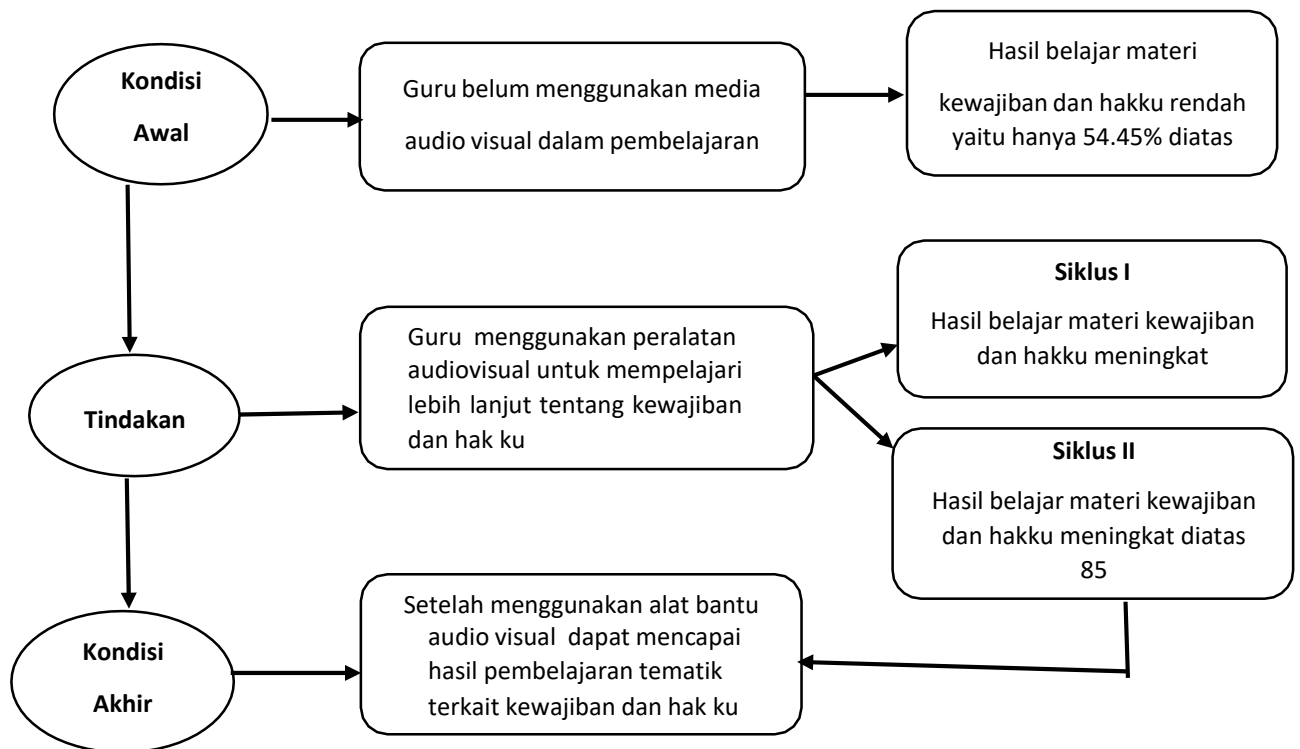 Kondisi
Awal
Guru belum menggunakan media
audio visual dalam pembelajaran
Hasil belajar materi
kewajiban dan hakku rendah
yaitu hanya 54.45% diatas
Tindakan
Guru menggunakan peralatan
audiovisual untuk mempelajari
lebih lanjut tentang kewajiban
dan hak ku
Siklus I
Hasil belajar materi kewajiban
dan hakku meningkat
Siklus II
Hasil belajar materi kewajiban
dan hakku meningkat diatas
85
Kondisi
Akhir
Setelah menggunakan alat bantu
audio visual dapat mencapai
hasil pembelajaran tematik
terkait kewajiban dan hak ku